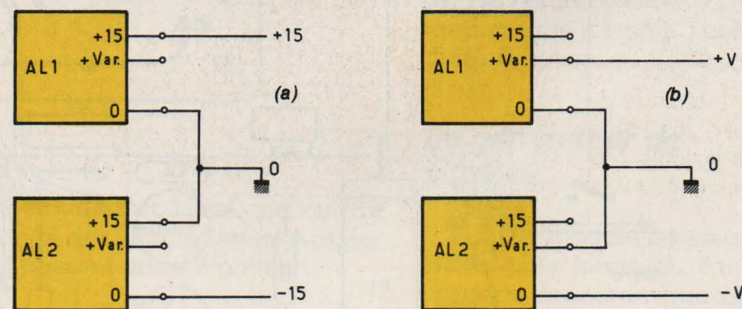 +15 +15
AL1 +Var.
0 (a)
0
+15
AL2 +Var.
0 -15
+15
AL1 +Var. +V
0 (b)
0
+15
AL2 +Var.
0 -V